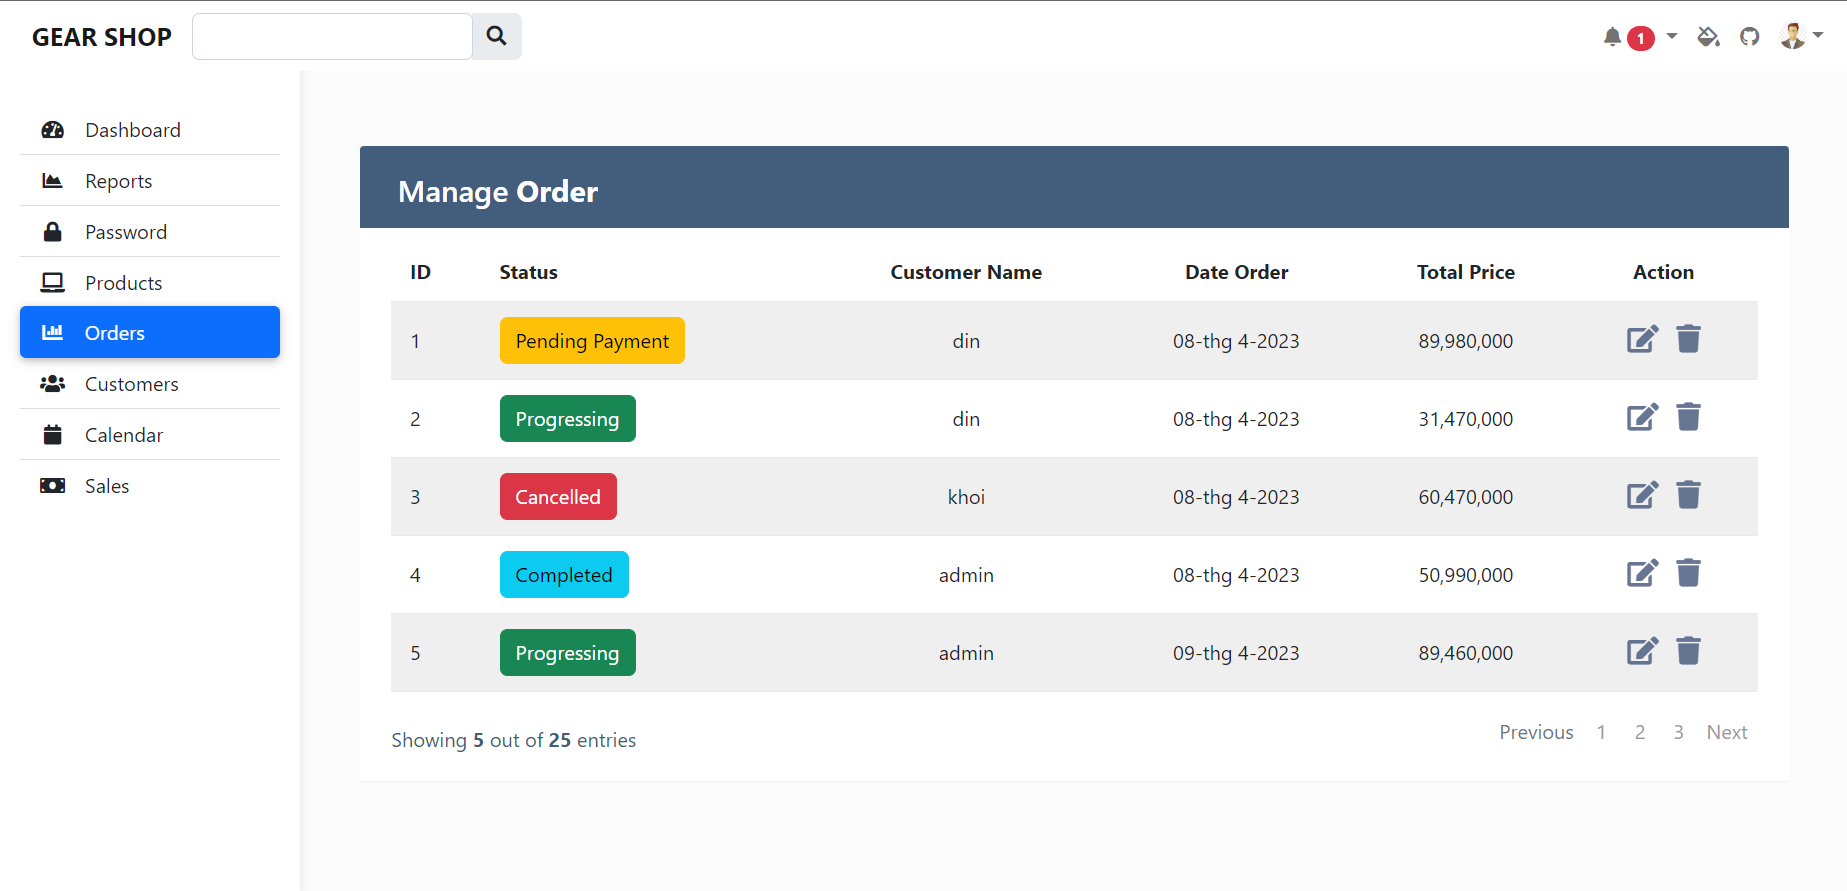 GEAR SHOP
1
Dashboard
Reports
Password
Products
Orders
Customers
Calendar
Sales
Manage Order
ID Status Customer Name Date Order Total Price Action
1 Pending Payment din 08-thg 4-2023 89,980,000
2 Progressing din 08-thg 4-2023 31,470,000
3 Cancelled khoi 08-thg 4-2023 60,470,000
4 Completed admin 08-thg 4-2023 50,990,000
5 Progressing admin 09-thg 4-2023 89,460,000
Showing 5 out of 25 entries
Previous 1 2 3 Next